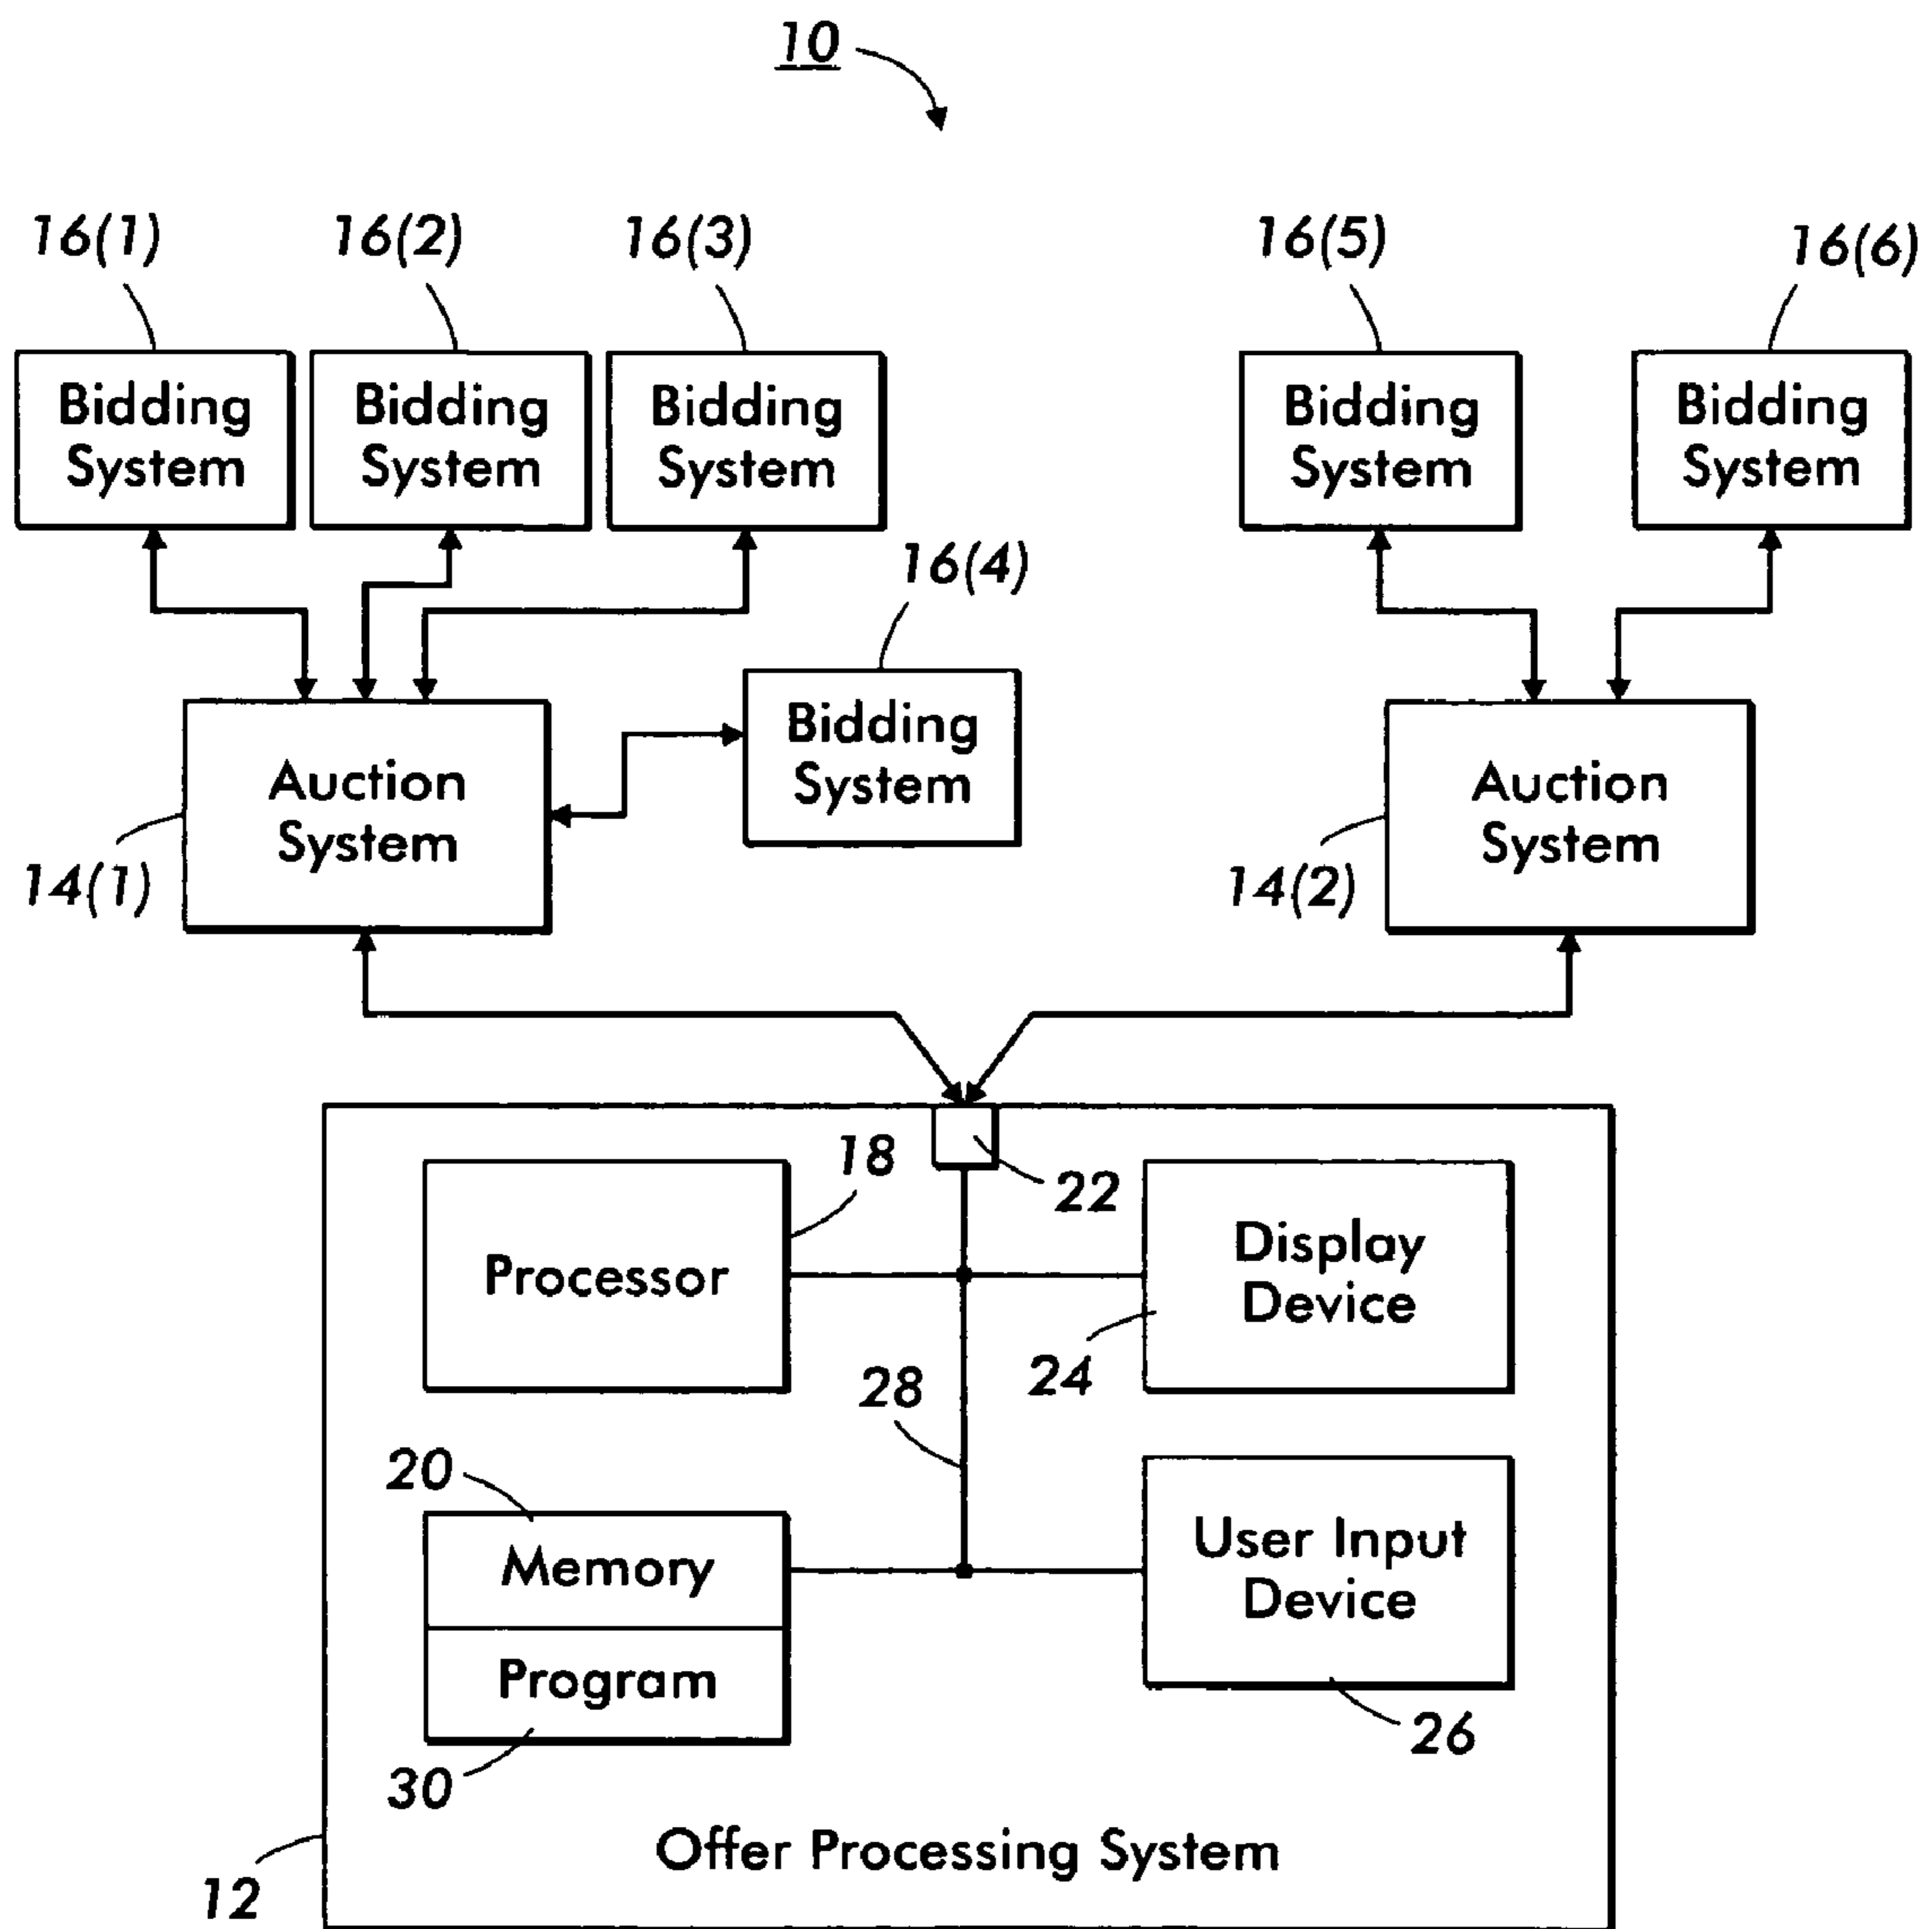 10
16(1)
16(2)
16(3)
16(5)
16(6)
Bidding
System
Bidding
System
Bidding
System
Bidding
System
Bidding
System
16(4)
Bidding
System
Auction
System
14(1)
Auction
System
14(2)
18
22
Processor
Display
Device
24
28
20
Memory
Program
30
User Input
Device
26
Offer Processing System
12